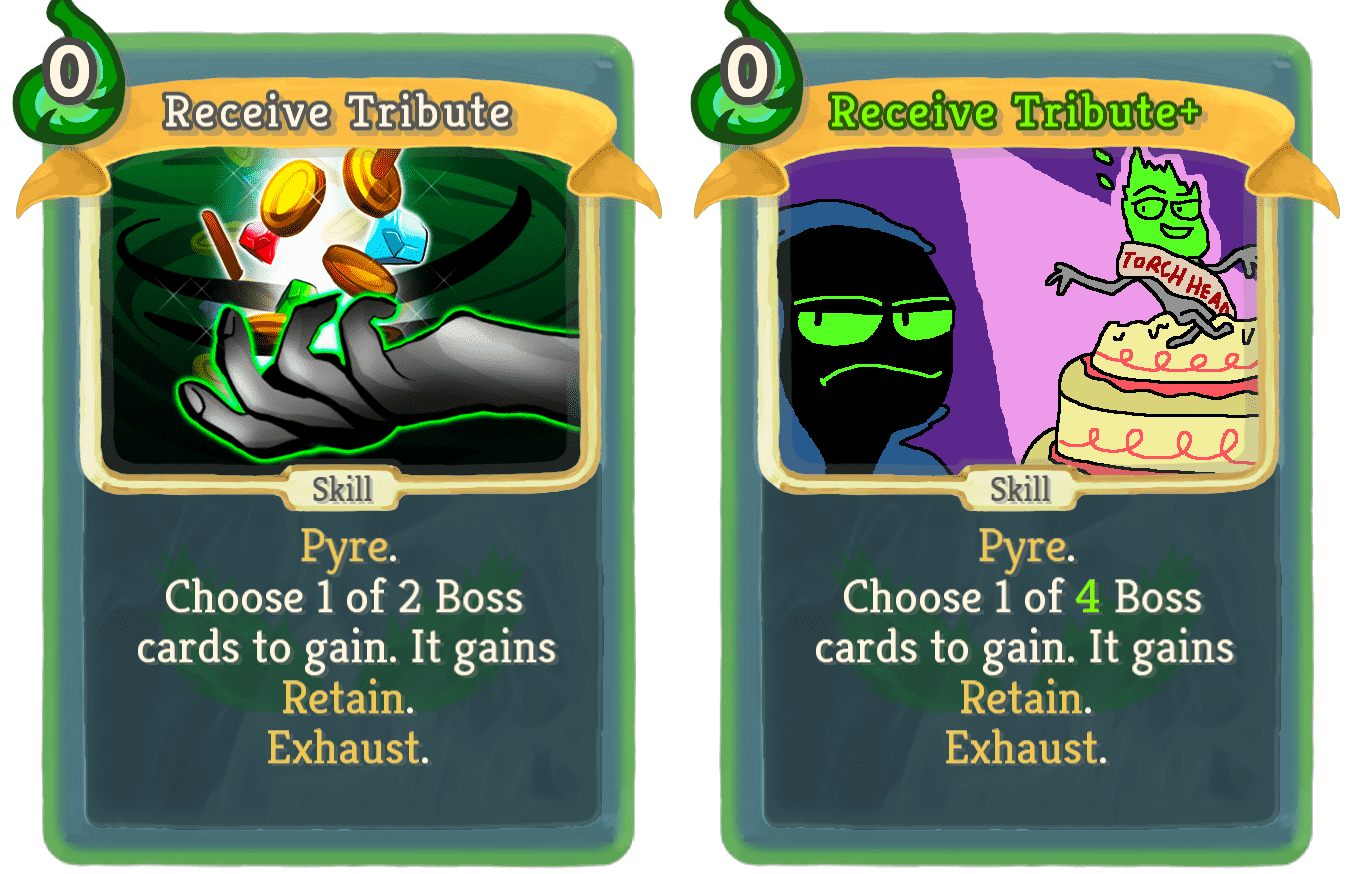 0
Receive Tribute
Skill
Pyre.
Choose 1 of 2 Boss
cards to gain. It gains
Retain.
Exhaust.
0
Receive Tribute+
TORCH HEAD
Skill
Pyre.
Choose 1 of 4 Boss
cards to gain. It gains
Retain.
Exhaust.